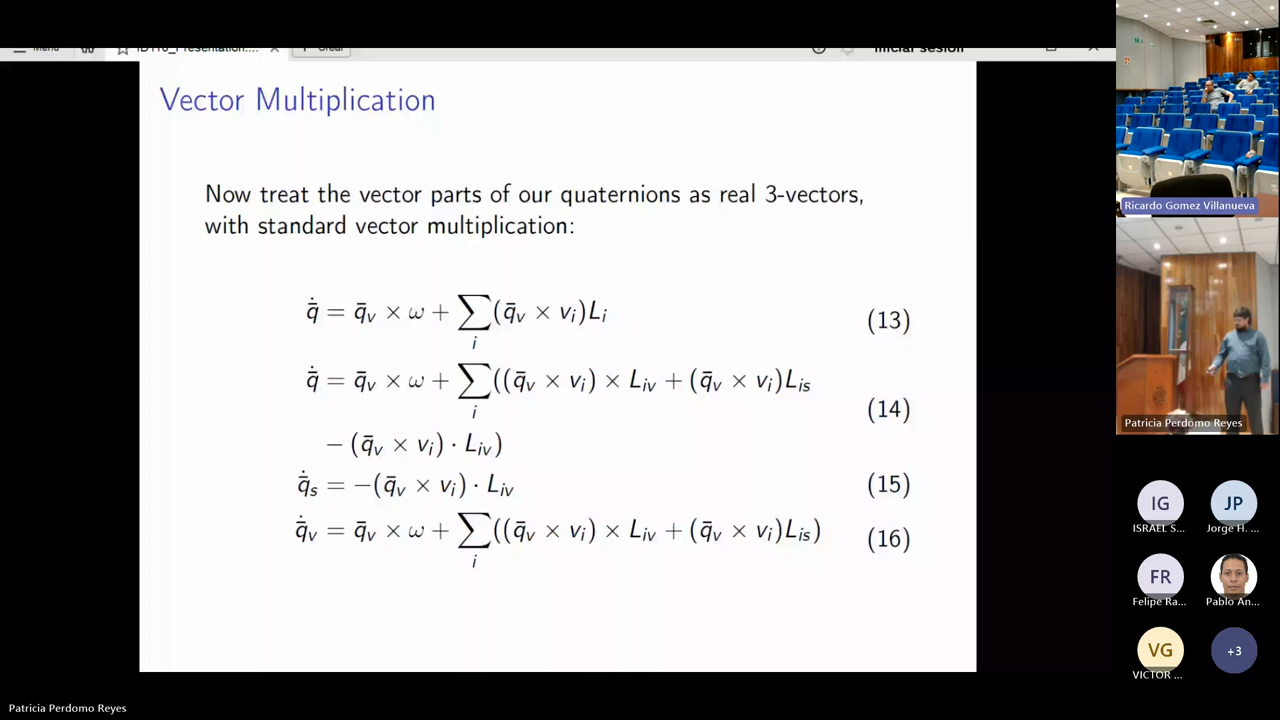 Menú
ID110_Presentation....
+ Crear
Iniciar sesión
Vector Multiplication
Now treat the vector parts of our quaternions as real 3-vectors,
with standard vector multiplication:
q̄̇ = q̄ᵥ × ω + ∑ᵢ(q̄ᵥ × vᵢ)Lᵢ (13)
q̄̇ = q̄ᵥ × ω + ∑ᵢ((q̄ᵥ × vᵢ) × Lᵢᵥ + (q̄ᵥ × vᵢ)Lᵢₛ
(14)
− (q̄ᵥ × vᵢ) · Lᵢᵥ)
q̄̇ₛ = −(q̄ᵥ × vᵢ) · Lᵢᵥ (15)
q̄̇ᵥ = q̄ᵥ × ω + ∑ᵢ((q̄ᵥ × vᵢ) × Lᵢᵥ + (q̄ᵥ × vᵢ)Lᵢₛ) (16)
Ricardo Gomez Villanueva
Patricia Perdomo Reyes
IG
ISRAEL S...
JP
Jorge H. ...
FR
Felipe Ra...
Pablo An...
VG
VICTOR ...
+3
Patricia Perdomo Reyes